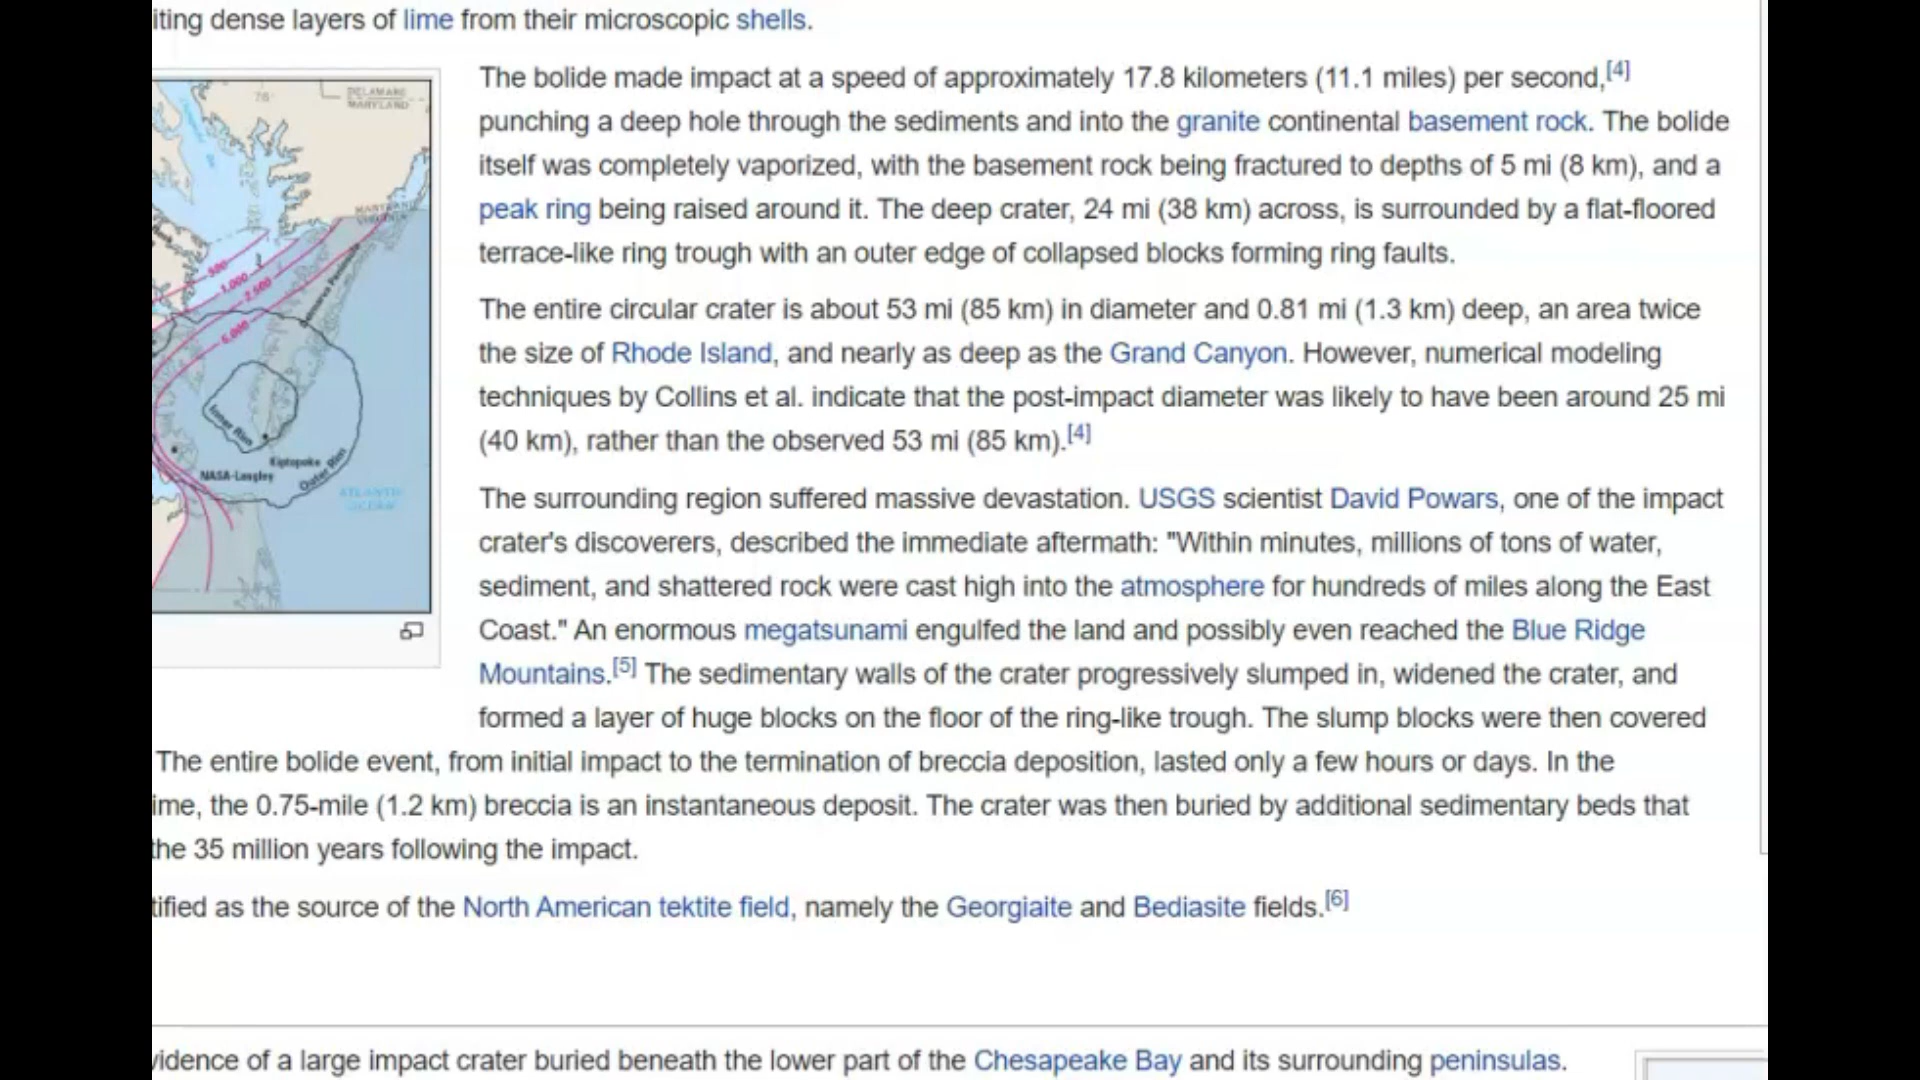 iting dense layers of lime from their microscopic shells.
DELAWARE
MARYLAND
76°
MARYLAND
VIRGINIA
500
1,000
2,500
6,000
Inner Rim
Kiptopeke
NASA-Langley
Outer Rim
ATLANTIC
OCEAN
The bolide made impact at a speed of approximately 17.8 kilometers (11.1 miles) per second,[4]
punching a deep hole through the sediments and into the granite continental basement rock. The bolide
itself was completely vaporized, with the basement rock being fractured to depths of 5 mi (8 km), and a
peak ring being raised around it. The deep crater, 24 mi (38 km) across, is surrounded by a flat-floored
terrace-like ring trough with an outer edge of collapsed blocks forming ring faults.
The entire circular crater is about 53 mi (85 km) in diameter and 0.81 mi (1.3 km) deep, an area twice
the size of Rhode Island, and nearly as deep as the Grand Canyon. However, numerical modeling
techniques by Collins et al. indicate that the post-impact diameter was likely to have been around 25 mi
(40 km), rather than the observed 53 mi (85 km).[4]
The surrounding region suffered massive devastation. USGS scientist David Powars, one of the impact
crater's discoverers, described the immediate aftermath: "Within minutes, millions of tons of water,
sediment, and shattered rock were cast high into the atmosphere for hundreds of miles along the East
Coast." An enormous megatsunami engulfed the land and possibly even reached the Blue Ridge
Mountains.[5] The sedimentary walls of the crater progressively slumped in, widened the crater, and
formed a layer of huge blocks on the floor of the ring-like trough. The slump blocks were then covered
The entire bolide event, from initial impact to the termination of breccia deposition, lasted only a few hours or days. In the
ime, the 0.75-mile (1.2 km) breccia is an instantaneous deposit. The crater was then buried by additional sedimentary beds that
the 35 million years following the impact.
tified as the source of the North American tektite field, namely the Georgiaite and Bediasite fields.[6]
vidence of a large impact crater buried beneath the lower part of the Chesapeake Bay and its surrounding peninsulas.